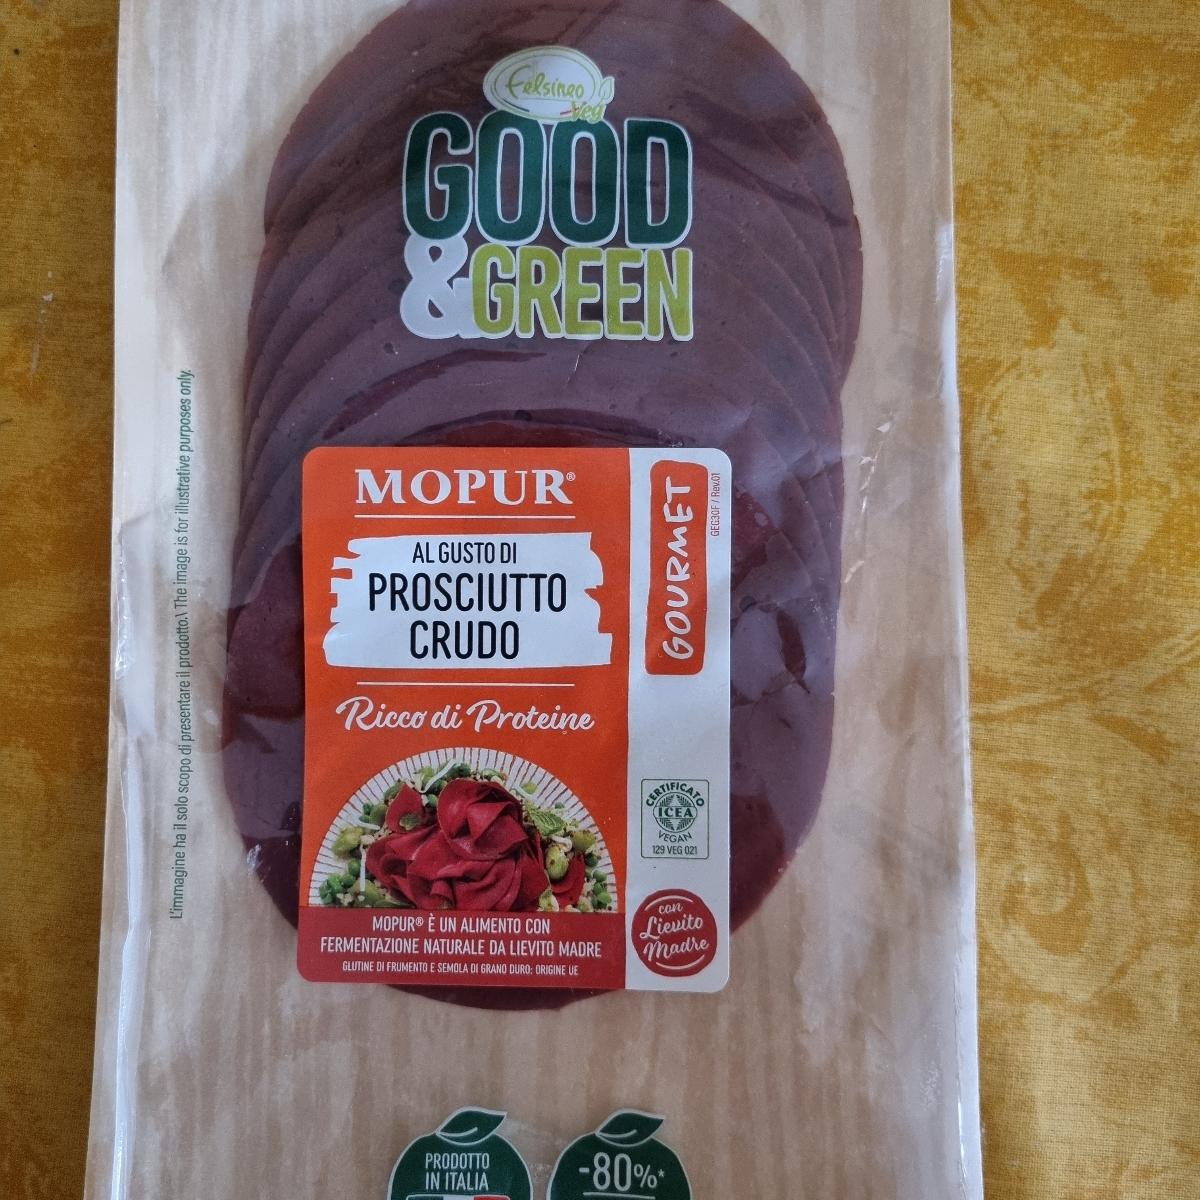 Felsineo
Veg
GOOD
&GREEN
L'immagine ha il solo scopo di presentare il prodotto.\ The image is for illustrative purposes only.
MOPUR®
AL GUSTO DI
PROSCIUTTO
CRUDO
Ricco di Proteine
MOPUR® È UN ALIMENTO CON
FERMENTAZIONE NATURALE DA LIEVITO MADRE
GLUTINE DI FRUMENTO E SEMOLA DI GRANO DURO: ORIGINE UE
GOURMET
GEG30F / Rev.01
CERTIFICATO
ICEA
VEGAN
129 VEG 021
con
Lievito
Madre
PRODOTTO
IN ITALIA
-80%*